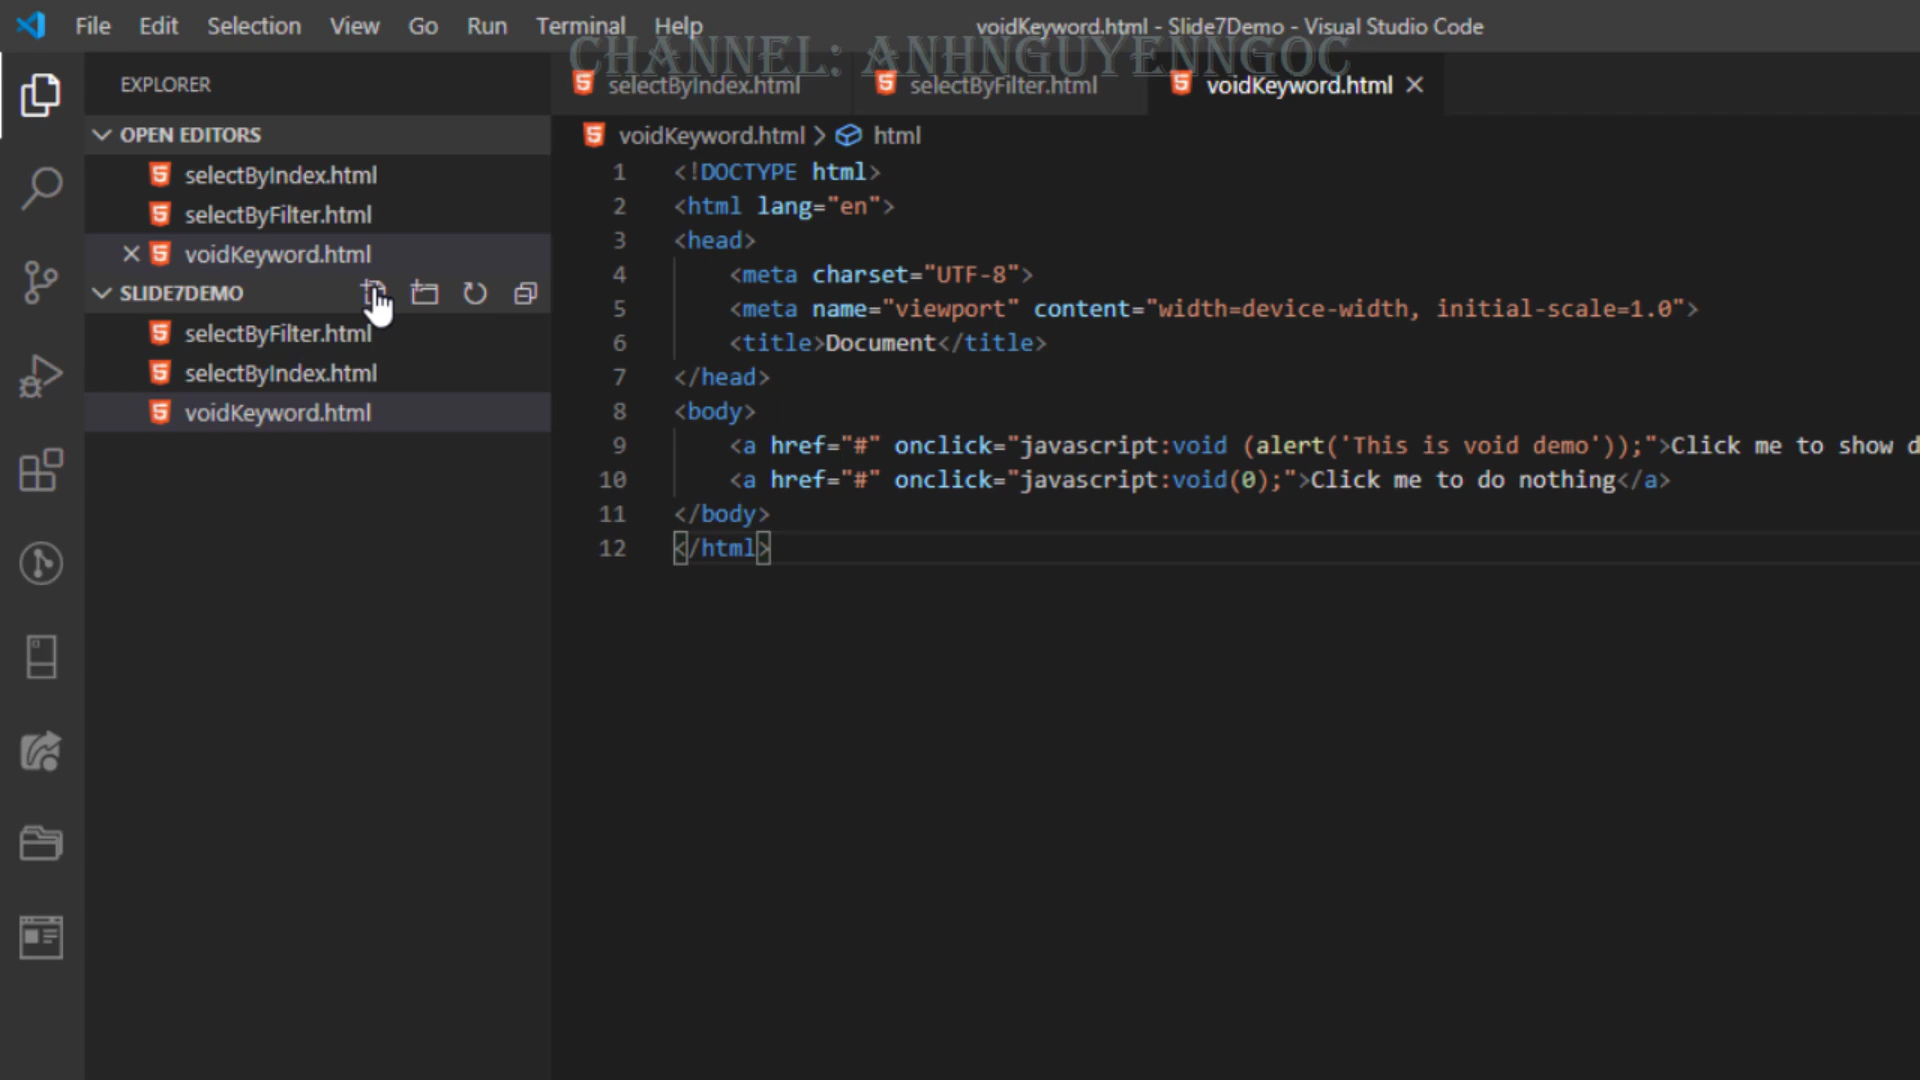 File Edit Selection View Go Run Terminal Help
voidKeyword.html - Slide7Demo - Visual Studio Code
CHANNEL: ANHNGUYENNGOC
EXPLORER
OPEN EDITORS
selectByIndex.html
selectByFilter.html
voidKeyword.html
SLIDE7DEMO
selectByFilter.html
selectByIndex.html
voidKeyword.html
selectByIndex.html selectByFilter.html voidKeyword.html
voidKeyword.html > html
1 <!DOCTYPE html>
2 <html lang="en">
3 <head>
4 <meta charset="UTF-8">
5 <meta name="viewport" content="width=device-width, initial-scale=1.0">
6 <title>Document</title>
7 </head>
8 <body>
9 <a href="#" onclick="javascript:void (alert('This is void demo'));">Click me to show d
10 <a href="#" onclick="javascript:void(0);">Click me to do nothing</a>
11 </body>
12 </html>